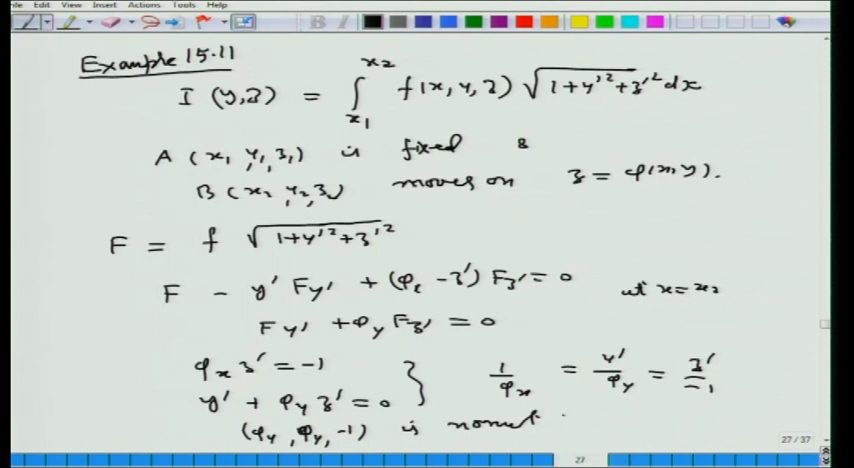 File Edit View Insert Actions Tools Help
Example 15.11
I (y,z) = ∫_{x1}^{x2} f(x, y, z) √(1+y'²+z'²) dx
A (x1, y1, z1) is fixed &
B (x2, y2, z2) moves on z = φ(x, y).
F = f √(1+y'²+z'²)
F - y' Fy' + (φx - z') Fz' = 0 at x = x2
Fy' + φy Fz' = 0
φx z' = -1 } 1/φx = y'/φy = z'/-1
y' + φy z' = 0
(φy, φy, -1) is normal
27/37
27